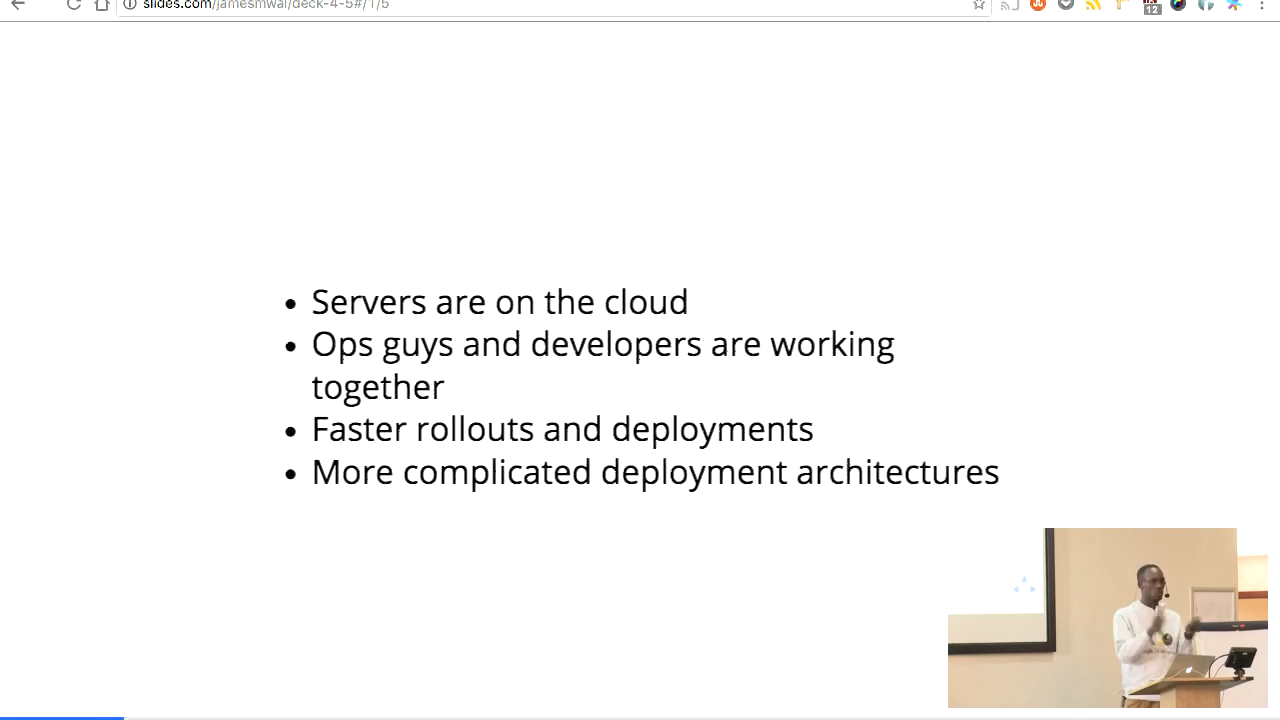 slides.com/jamesmwai/deck-4-5#/1/5
12
Servers are on the cloud
Ops guys and developers are working
together
Faster rollouts and deployments
More complicated deployment architectures